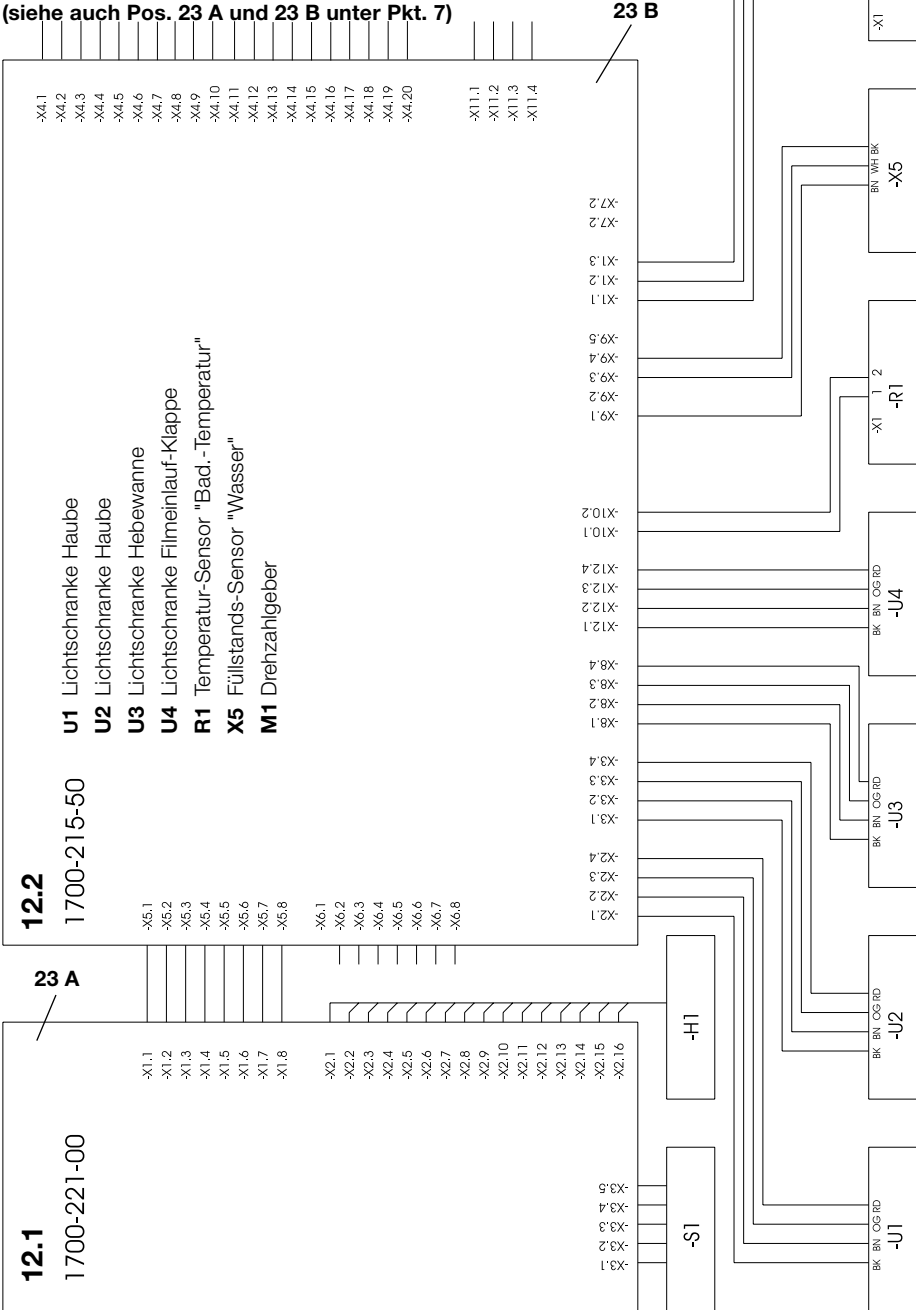 (siehe auch Pos. 23 A und 23 B unter Pkt. 7)
23 B
12.2
1700-215-50
U1 Lichtschranke Haube
U2 Lichtschranke Haube
U3 Lichtschranke Hebewanne
U4 Lichtschranke Filmeinlauf-Klappe
R1 Temperatur-Sensor "Bad.-Temperatur"
X5 Füllstands-Sensor "Wasser"
M1 Drehzahlgeber
-X4.1
-X4.2
-X4.3
-X4.4
-X4.5
-X4.6
-X4.7
-X4.8
-X4.9
-X4.10
-X4.11
-X4.12
-X4.13
-X4.14
-X4.15
-X4.16
-X4.17
-X4.18
-X4.19
-X4.20
-X11.1
-X11.2
-X11.3
-X11.4
-X5.1
-X5.2
-X5.3
-X5.4
-X5.5
-X5.6
-X5.7
-X5.8
-X6.1
-X6.2
-X6.3
-X6.4
-X6.5
-X6.6
-X6.7
-X6.8
-X2.1
-X2.2
-X2.3
-X2.4
-X3.1
-X3.2
-X3.3
-X3.4
-X8.1
-X8.2
-X8.3
-X8.4
-X12.1
-X12.2
-X12.3
-X12.4
-X10.1
-X10.2
-X9.1
-X9.2
-X9.3
-X9.4
-X9.5
-X1.1
-X1.2
-X1.3
-X7.2
-X7.2
23 A
12.1
1700-221-00
-X1.1
-X1.2
-X1.3
-X1.4
-X1.5
-X1.6
-X1.7
-X1.8
-X2.1
-X2.2
-X2.3
-X2.4
-X2.5
-X2.6
-X2.7
-X2.8
-X2.9
-X2.10
-X2.11
-X2.12
-X2.13
-X2.14
-X2.15
-X2.16
-X3.1
-X3.2
-X3.3
-X3.4
-X3.5
-S1
-H1
BK BN OG RD
-U1
BK BN OG RD
-U2
BK BN OG RD
-U3
BK BN OG RD
-U4
-X1 1 2
-R1
BN WH BK
-X5
-X1